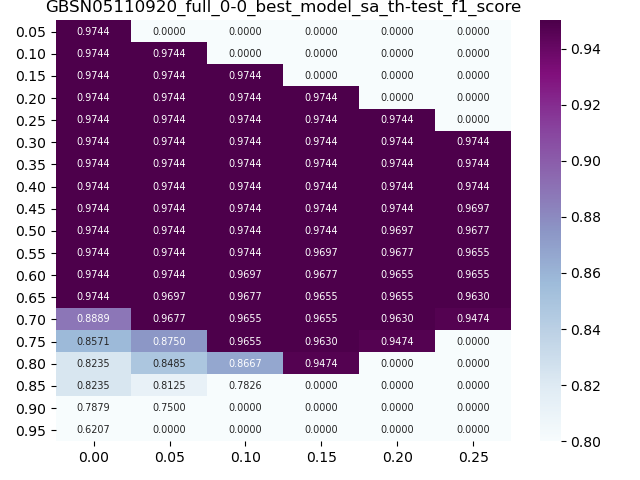 GBSN05110920_full_0-0_best_model_sa_th-test_f1_score
0.05 0.9744 0.0000 0.0000 0.0000 0.0000 0.0000
0.10 0.9744 0.9744 0.0000 0.0000 0.0000 0.0000
0.15 0.9744 0.9744 0.9744 0.0000 0.0000 0.0000
0.20 0.9744 0.9744 0.9744 0.9744 0.0000 0.0000
0.25 0.9744 0.9744 0.9744 0.9744 0.9744 0.0000
0.30 0.9744 0.9744 0.9744 0.9744 0.9744 0.9744
0.35 0.9744 0.9744 0.9744 0.9744 0.9744 0.9744
0.40 0.9744 0.9744 0.9744 0.9744 0.9744 0.9744
0.45 0.9744 0.9744 0.9744 0.9744 0.9744 0.9697
0.50 0.9744 0.9744 0.9744 0.9744 0.9697 0.9677
0.55 0.9744 0.9744 0.9744 0.9697 0.9677 0.9655
0.60 0.9744 0.9744 0.9697 0.9677 0.9655 0.9655
0.65 0.9744 0.9697 0.9677 0.9655 0.9655 0.9630
0.70 0.8889 0.9677 0.9655 0.9655 0.9630 0.9474
0.75 0.8571 0.8750 0.9655 0.9630 0.9474 0.0000
0.80 0.8235 0.8485 0.8667 0.9474 0.0000 0.0000
0.85 0.8235 0.8125 0.7826 0.0000 0.0000 0.0000
0.90 0.7879 0.7500 0.0000 0.0000 0.0000 0.0000
0.95 0.6207 0.0000 0.0000 0.0000 0.0000 0.0000
0.00 0.05 0.10 0.15 0.20 0.25
0.94
0.92
0.90
0.88
0.86
0.84
0.82
0.80